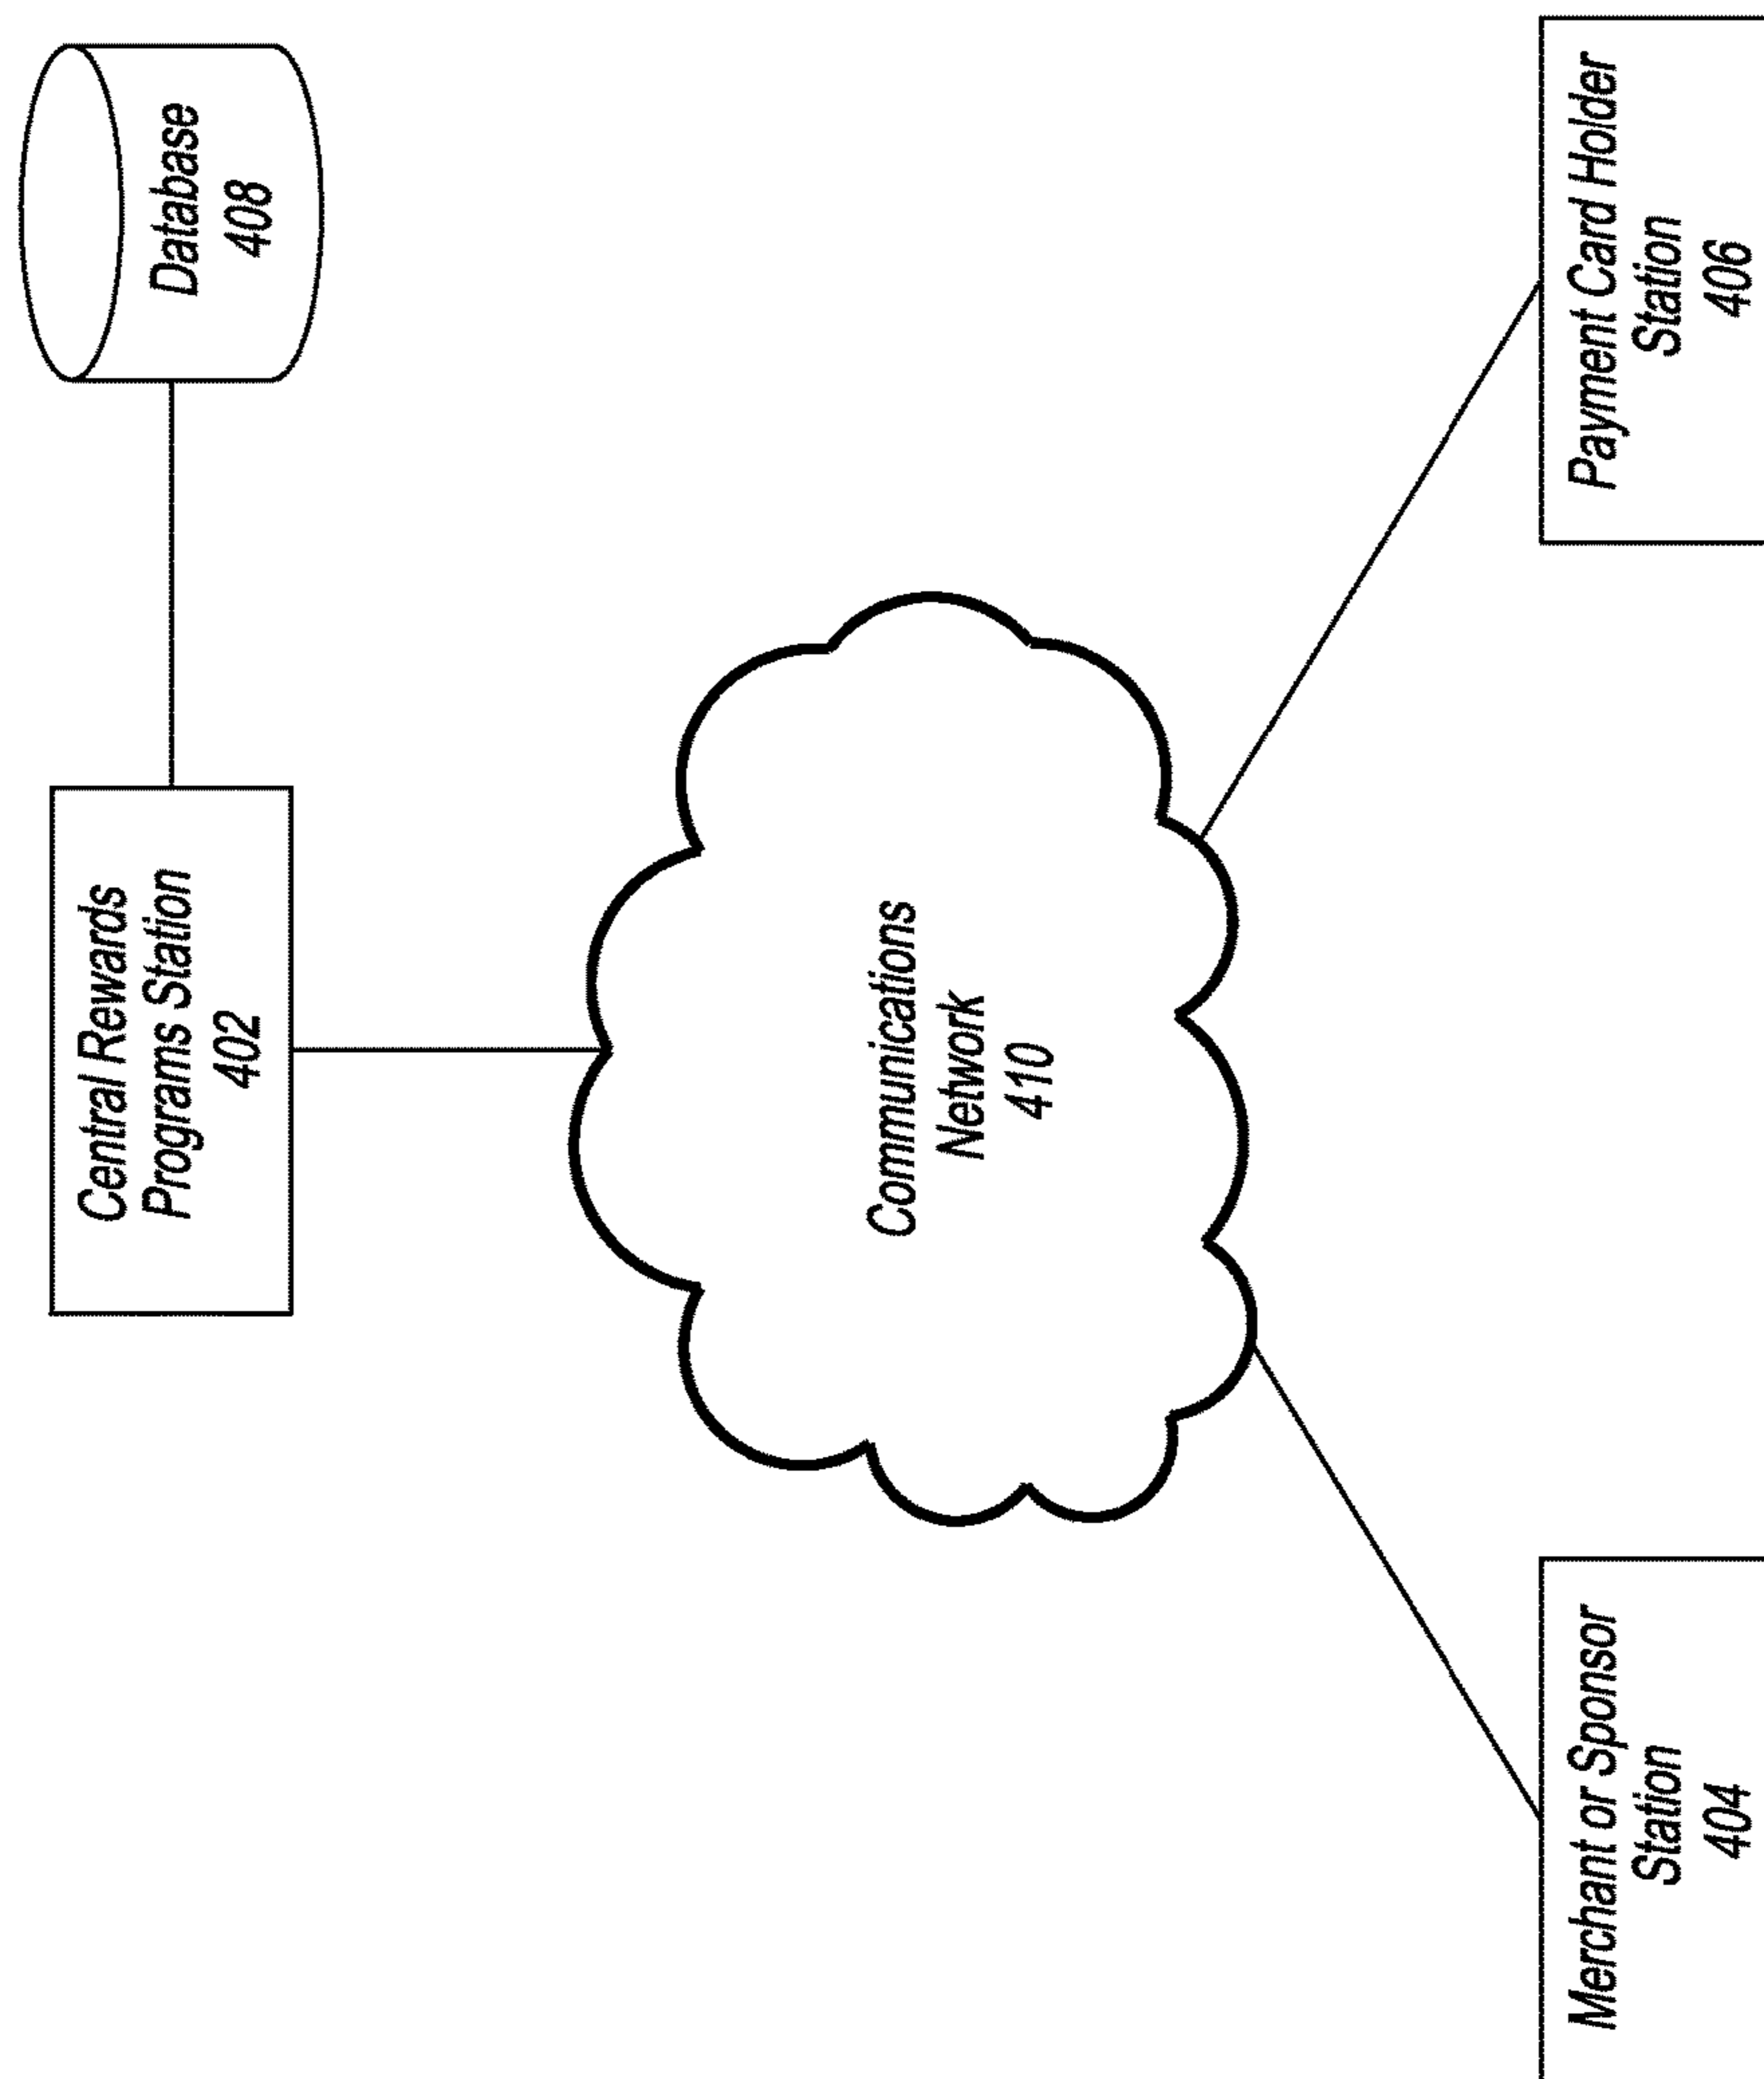 Central Rewards
Programs Station
402
Database
408
Communications
Network
410
Merchant or Sponsor
Station
404
Payment Card Holder
Station
406